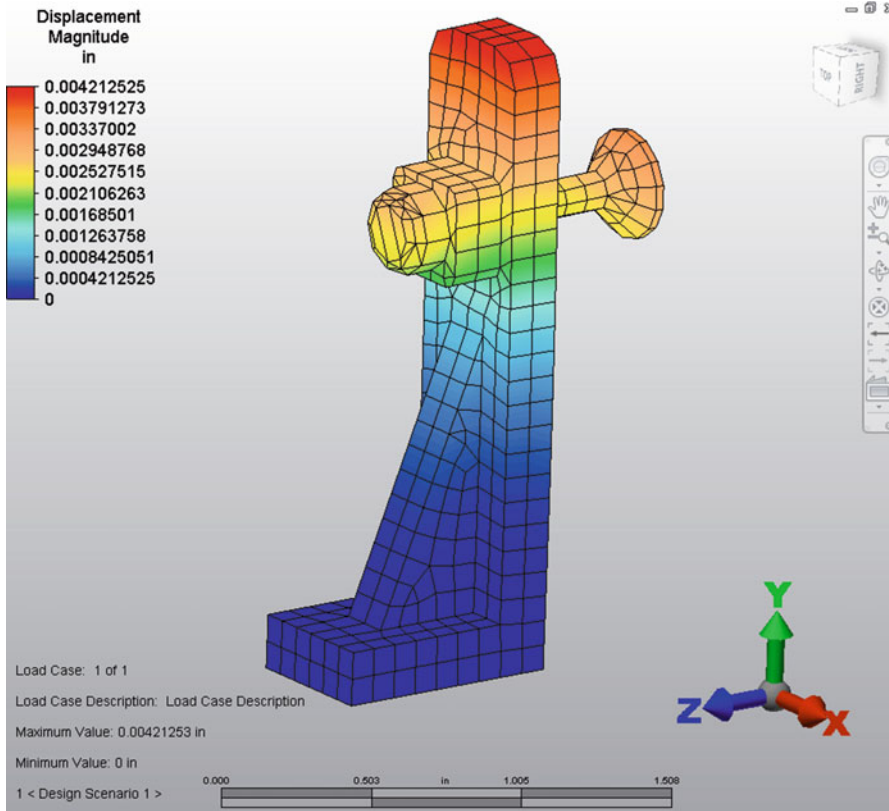 Displacement
Magnitude
in
0.004212525
0.003791273
0.00337002
0.002948768
0.002527515
0.002106263
0.00168501
0.001263758
0.0008425051
0.0004212525
0
TOP
RIGHT
Y
Z
X
Load Case: 1 of 1
Load Case Description: Load Case Description
Maximum Value: 0.00421253 in
Minimum Value: 0 in
1 < Design Scenario 1 >
0.000 0.503 in 1.005 1.508